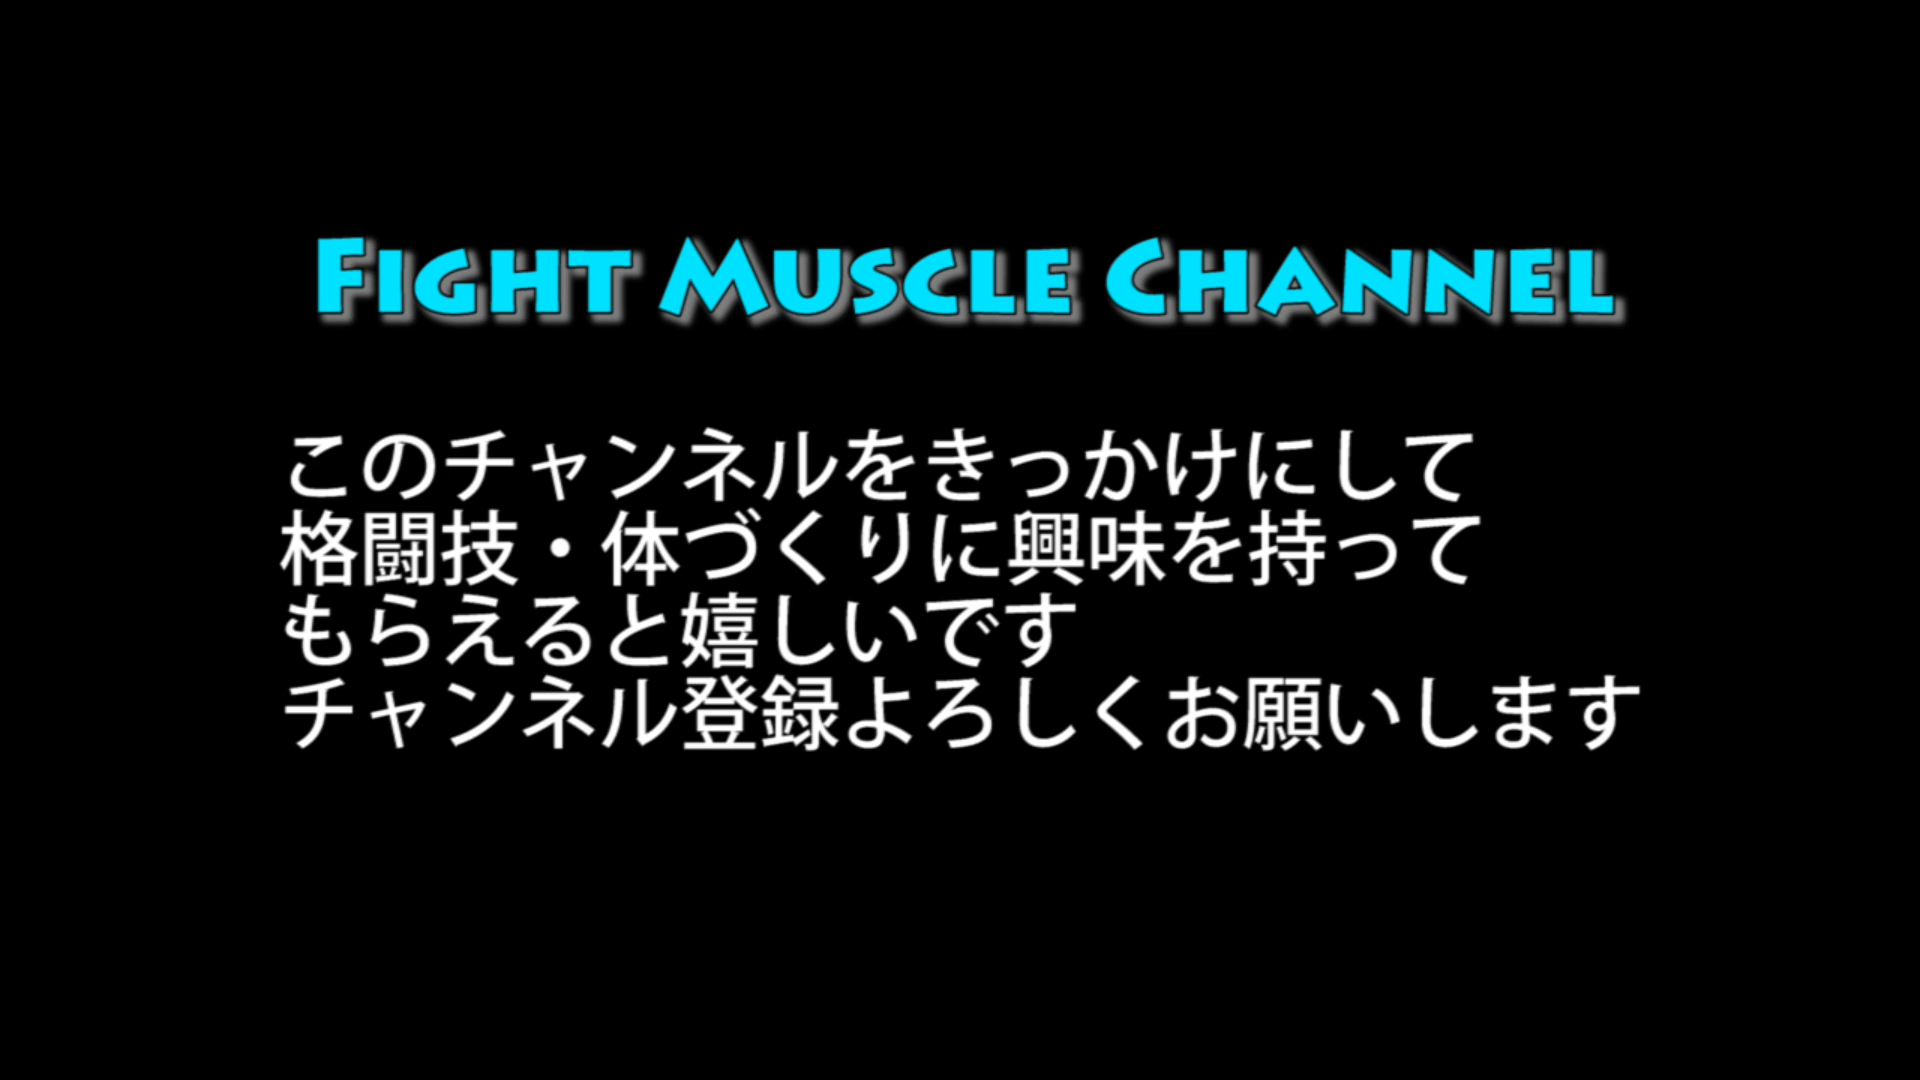 Fight Muscle Channel
このチャンネルをきっかけにして
格闘技・体づくりに興味を持って
もらえると嬉しいです
チャンネル登録よろしくお願いします